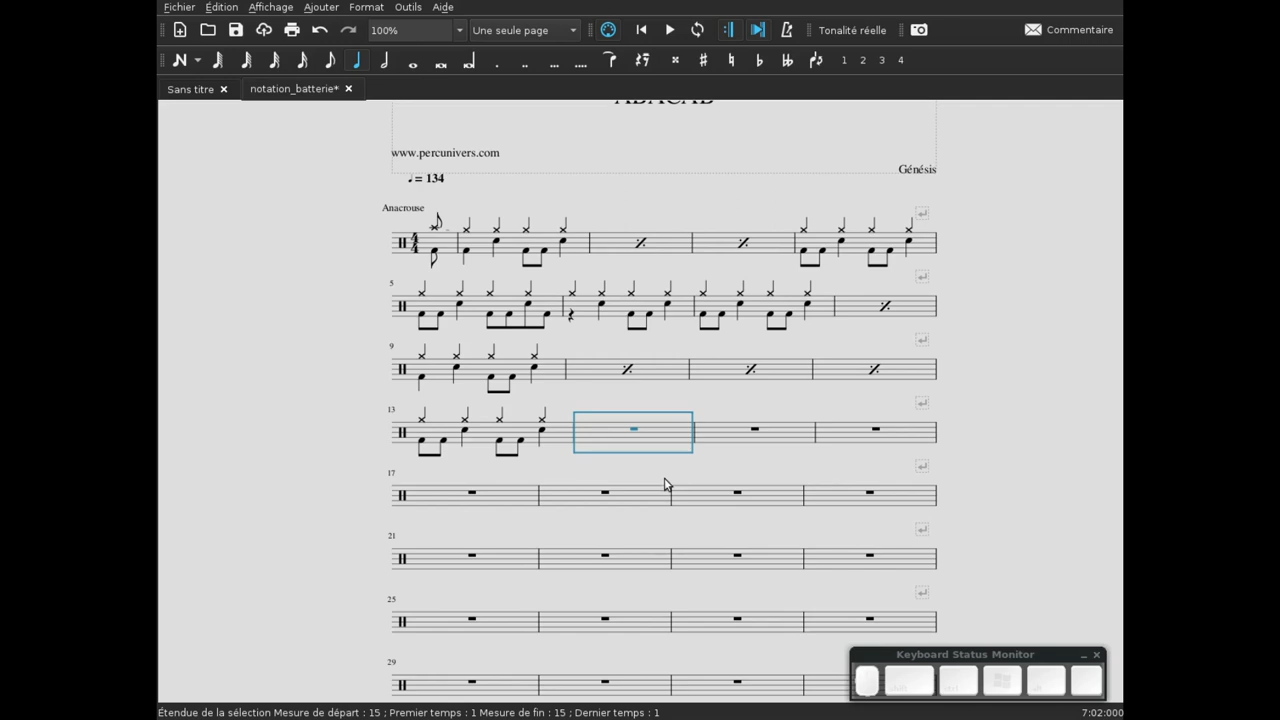 Fichier Édition Affichage Ajouter Format Outils Aide
100% Une seule page Tonalité réelle Commentaire
1 2 3 4
Sans titre notation_batterie*
ABACAB
www.percunivers.com
Génésis
= 134
Anacrouse
4
4
5
9
13
17
21
25
29
Keyboard Status Monitor
Étendue de la sélection Mesure de départ : 15 ; Premier temps : 1 Mesure de fin : 15 ; Dernier temps : 1 7:02:000